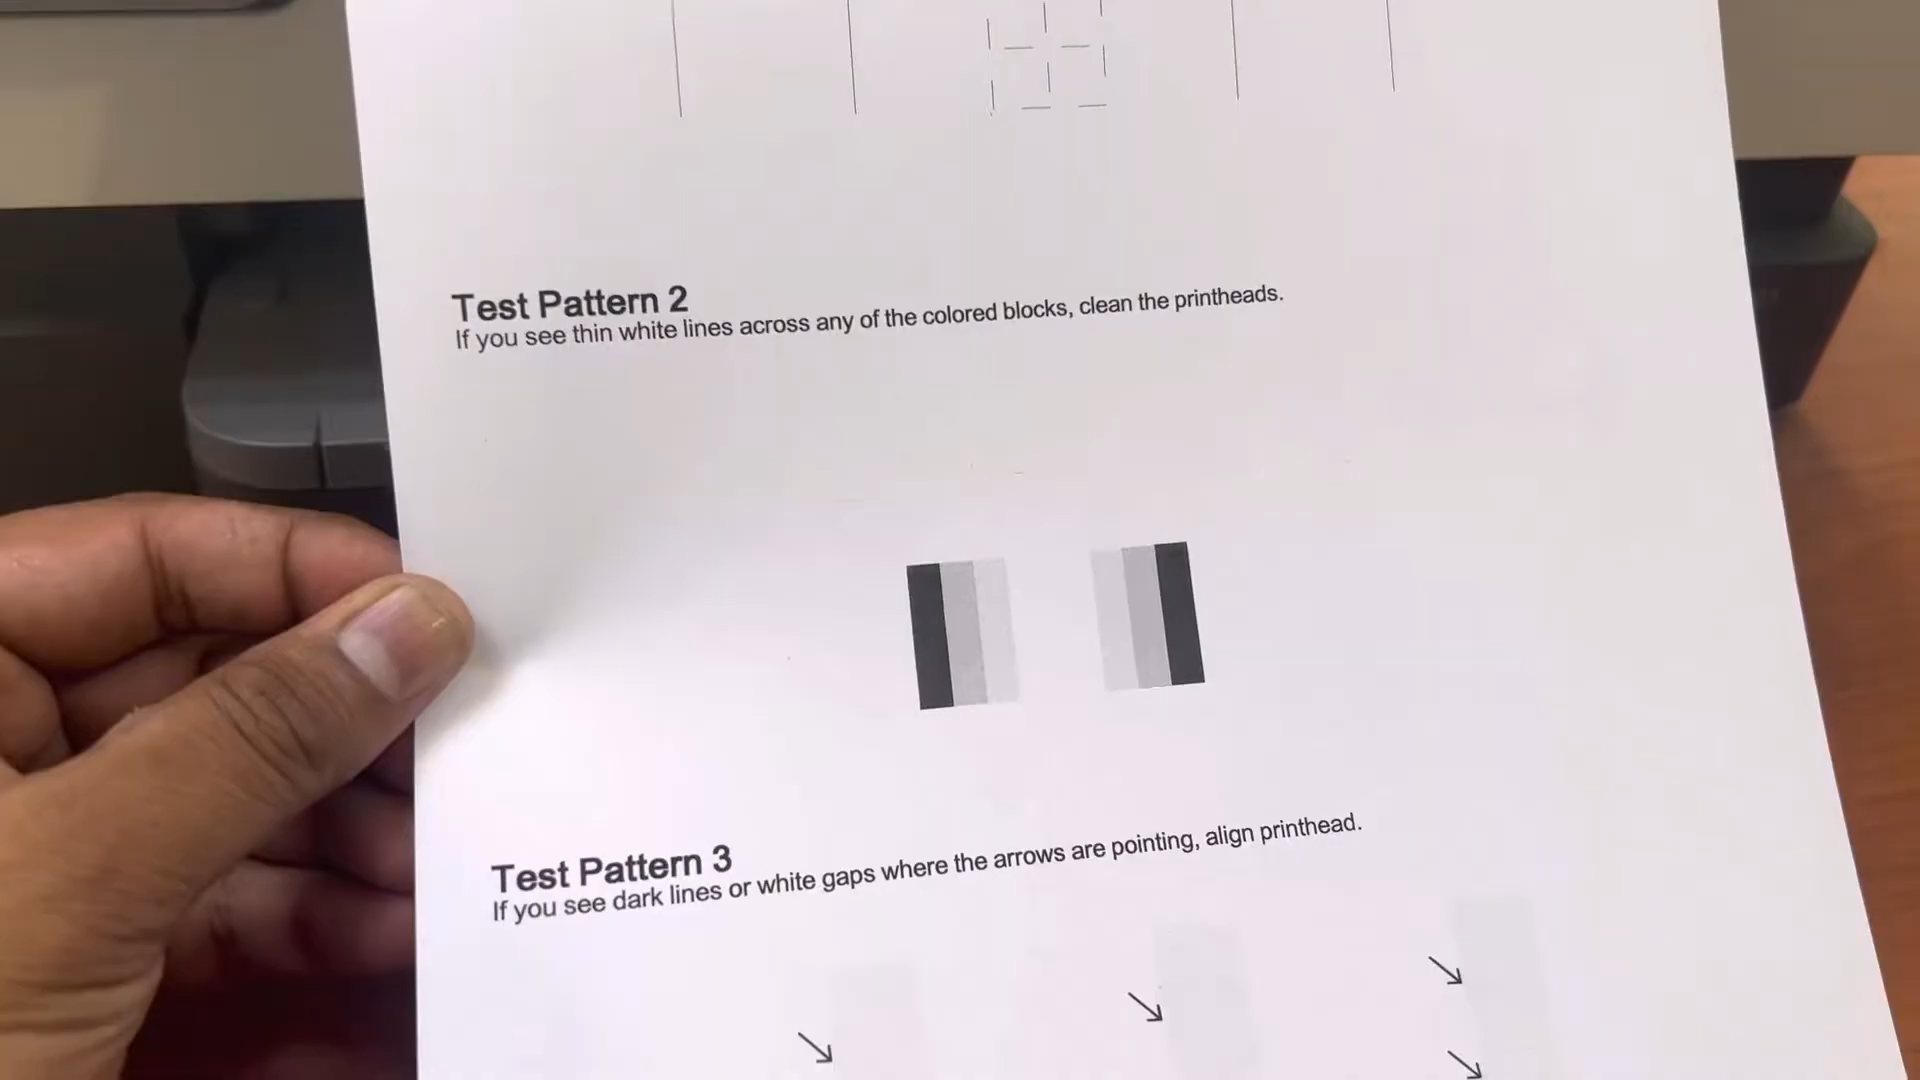 Test Pattern 2
If you see thin white lines across any of the colored blocks, clean the printheads.
Test Pattern 3
If you see dark lines or white gaps where the arrows are pointing, align printhead.